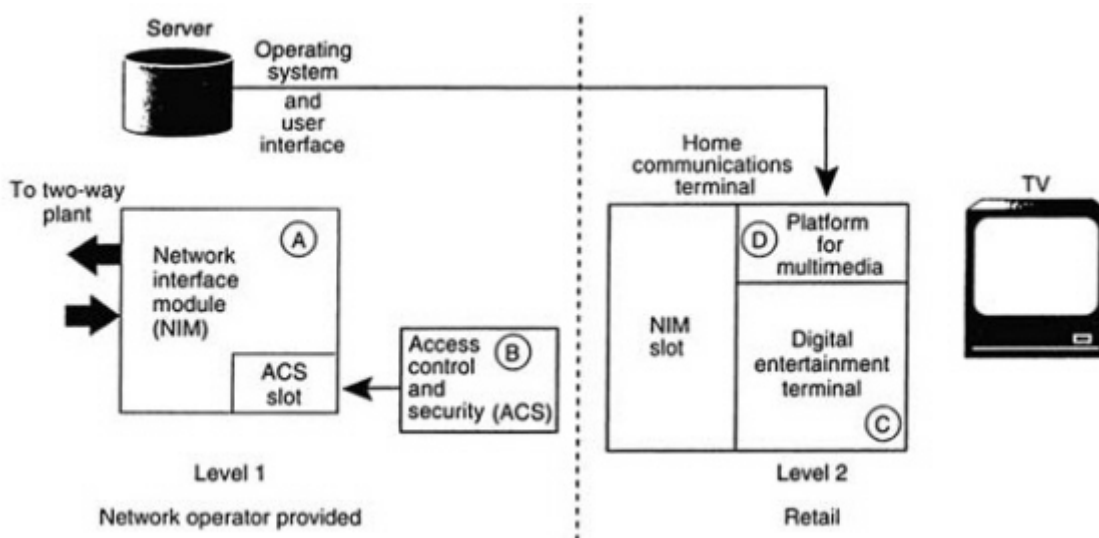 Server
Operating
system
and
user
interface
To two-way
plant
A
Network
interface
module
(NIM)
ACS
slot
Access
control
and
security (ACS)
B
Level 1
Network operator provided
Home
communications
terminal
NIM
slot
D
Platform
for
multimedia
Digital
entertainment
terminal
C
TV
Level 2
Retail